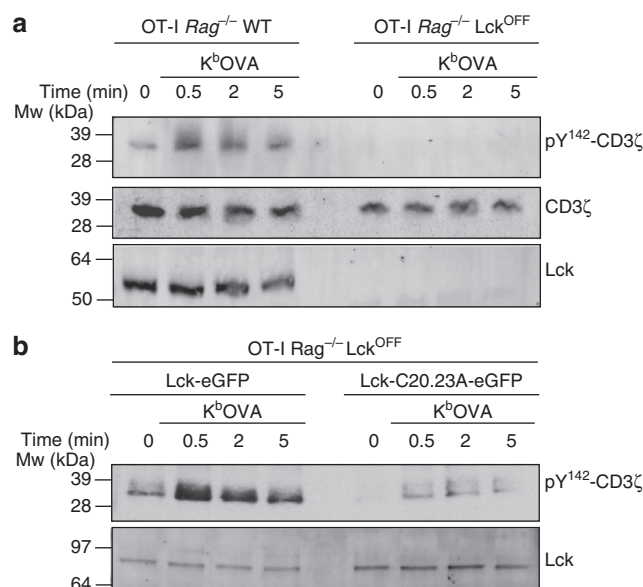 a
OT-I Rag–/– WT OT-I Rag–/– LckOFF
KbOVA KbOVA
Time (min) 0 0.5 2 5 0 0.5 2 5
Mw (kDa)
39
28
pY142-CD3ζ
39
28
CD3ζ
64
50
Lck
b
OT-I Rag–/– LckOFF
Lck-eGFP Lck-C20.23A-eGFP
KbOVA KbOVA
Time (min) 0 0.5 2 5 0 0.5 2 5
Mw (kDa)
39
28
pY142-CD3ζ
97
64
Lck